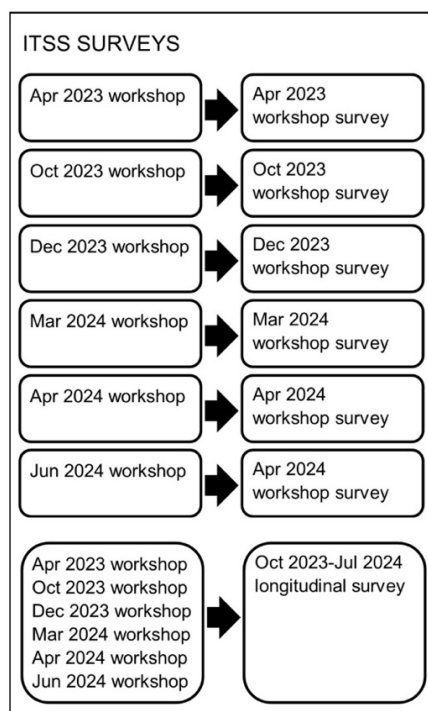 ITSS SURVEYS
Apr 2023 workshop
Apr 2023
workshop survey
Oct 2023 workshop
Oct 2023
workshop survey
Dec 2023 workshop
Dec 2023
workshop survey
Mar 2024 workshop
Mar 2024
workshop survey
Apr 2024 workshop
Apr 2024
workshop survey
Jun 2024 workshop
Apr 2024
workshop survey
Apr 2023 workshop
Oct 2023 workshop
Dec 2023 workshop
Mar 2024 workshop
Apr 2024 workshop
Jun 2024 workshop
Oct 2023-Jul 2024
longitudinal survey